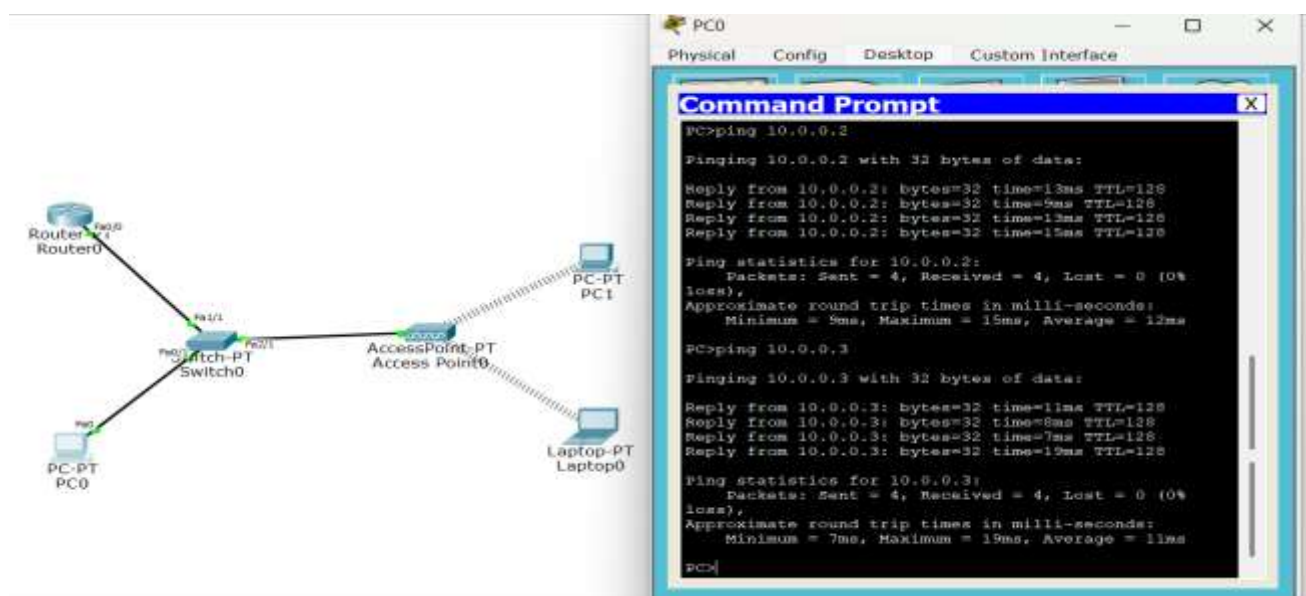 PC0
Physical Config Desktop Custom Interface
Command Prompt X
PC>ping 10.0.0.2
Pinging 10.0.0.2 with 32 bytes of data:
Reply from 10.0.0.2: bytes=32 time=13ms TTL=128
Reply from 10.0.0.2: bytes=32 time=9ms TTL=128
Reply from 10.0.0.2: bytes=32 time=13ms TTL=128
Reply from 10.0.0.2: bytes=32 time=15ms TTL=128
Ping statistics for 10.0.0.2:
Packets: Sent = 4, Received = 4, Lost = 0 (0%
loss),
Approximate round trip times in milli-seconds:
Minimum = 9ms, Maximum = 15ms, Average = 12ms
PC>ping 10.0.0.3
Pinging 10.0.0.3 with 32 bytes of data:
Reply from 10.0.0.3: bytes=32 time=11ms TTL=128
Reply from 10.0.0.3: bytes=32 time=8ms TTL=128
Reply from 10.0.0.3: bytes=32 time=7ms TTL=128
Reply from 10.0.0.3: bytes=32 time=19ms TTL=128
Ping statistics for 10.0.0.3:
Packets: Sent = 4, Received = 4, Lost = 0 (0%
loss),
Approximate round trip times in milli-seconds:
Minimum = 7ms, Maximum = 19ms, Average = 11ms
PC>
Fa0/0
Router0
Fa1/1
Fa2/1
Switch0
AccessPoint-PT
Access Point0
PC-PT
PC1
Laptop-PT
Laptop0
Fa0
PC-PT
PC0